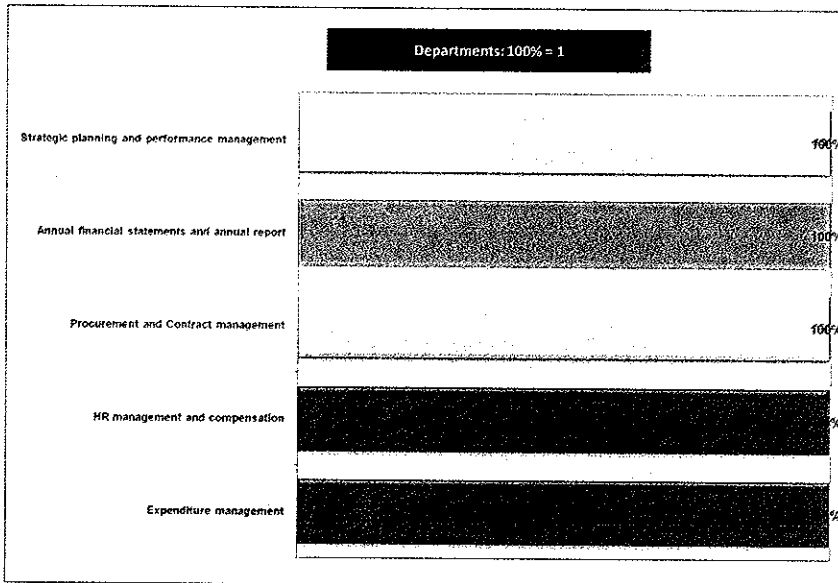 Departments: 100% = 1
Strategic planning and performance management
100%
Annual financial statements and annual report
100%
Procurement and Contract management
100%
HR management and compensation
%
Expenditure management
%